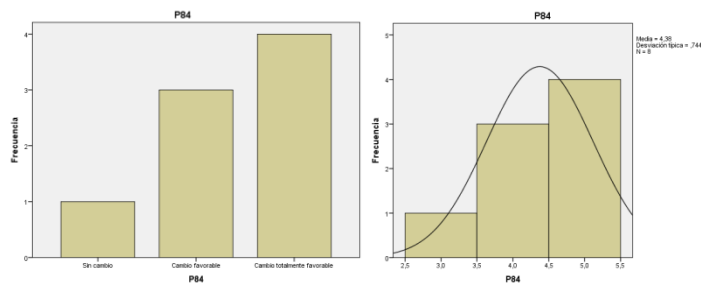 P84
Frecuencia
4
3
2
1
0
Sin cambio
Cambio favorable
Cambio totalmente favorable
P84
P84
Media = 4,38
Desviación típica = ,744
N = 8
Frecuencia
5
4
3
2
1
0
2,5
3,0
3,5
4,0
4,5
5,0
5,5
P84